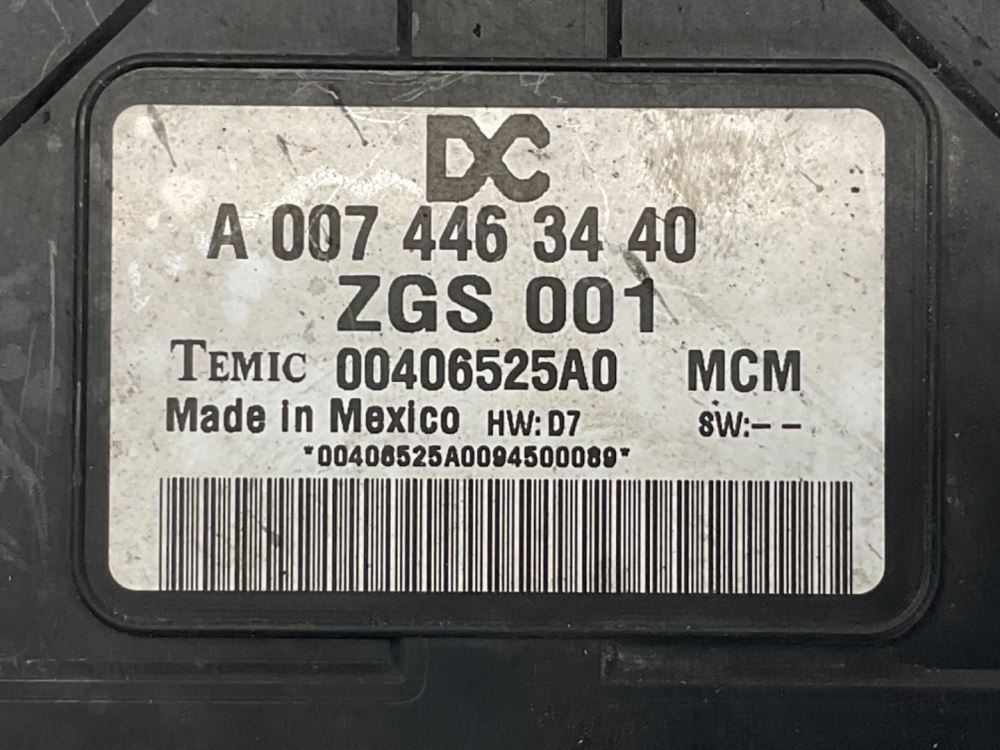 DC
A 007 446 34 40
ZGS 001
TEMIC 00406525A0 MCM
Made in Mexico HW: D7 SW:- -
*00406525A0094500089*